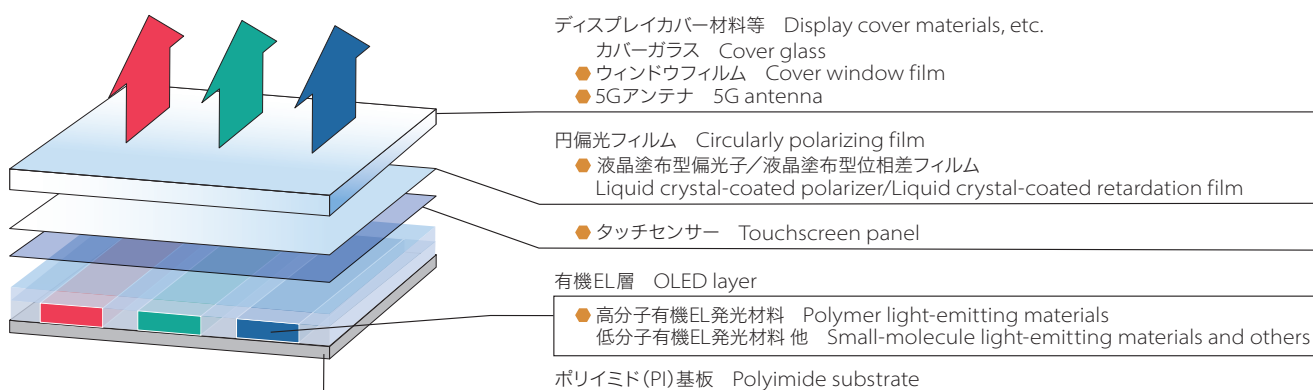 ディスプレイカバー材料等 Display cover materials, etc.
カバーガラス Cover glass
ウィンドウフィルム Cover window film
5Gアンテナ 5G antenna
円偏光フィルム Circularly polarizing film
液晶塗布型偏光子／液晶塗布型位相差フィルム
Liquid crystal-coated polarizer/Liquid crystal-coated retardation film
タッチセンサー Touchscreen panel
有機EL層 OLED layer
高分子有機EL発光材料 Polymer light-emitting materials
低分子有機EL発光材料 他 Small-molecule light-emitting materials and others
ポリイミド（PI）基板 Polyimide substrate